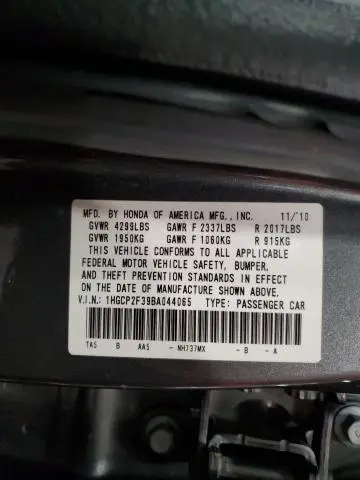 MFD. BY HONDA OF AMERICA MFG., INC. 11/10
GVWR 4299LBS GAWR F 2337LBS R 2017LBS
GVWR 1950KG GAWR F 1060KG R 915KG
THIS VEHICLE CONFORMS TO ALL APPLICABLE
FEDERAL MOTOR VEHICLE SAFETY, BUMPER,
AND THEFT PREVENTION STANDARDS IN EFFECT
ON THE DATE OF MANUFACTURE SHOWN ABOVE.
V.I.N.: 1HGCP2F39BA044065 TYPE: PASSENGER CAR
TA5 B AA5 - NH737MX - B - A